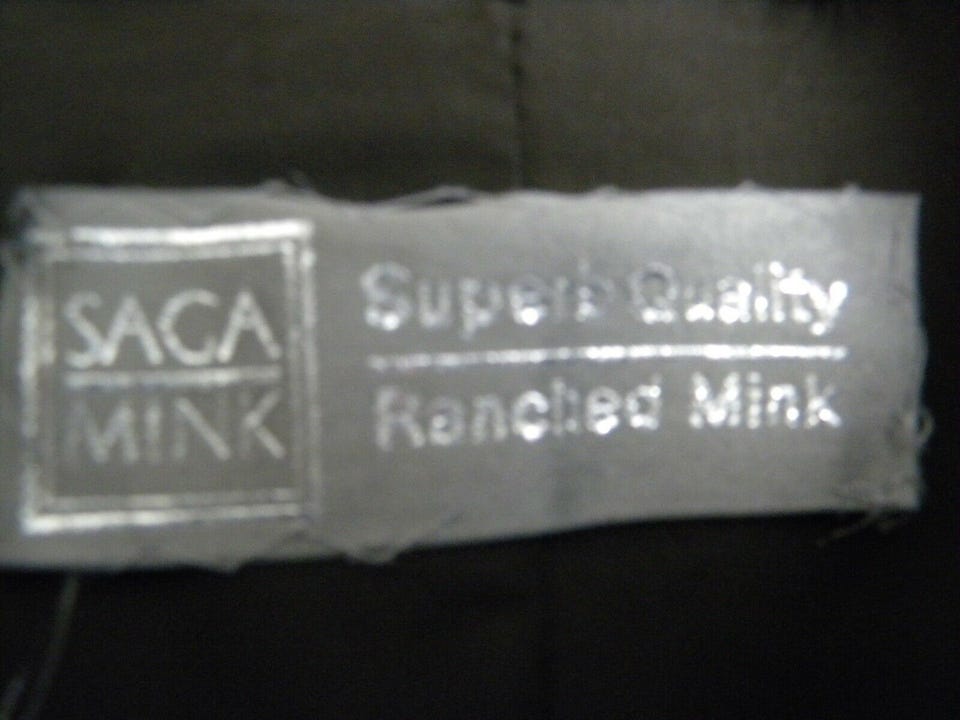 SAGA
MINK
Superb Quality
Ranched Mink